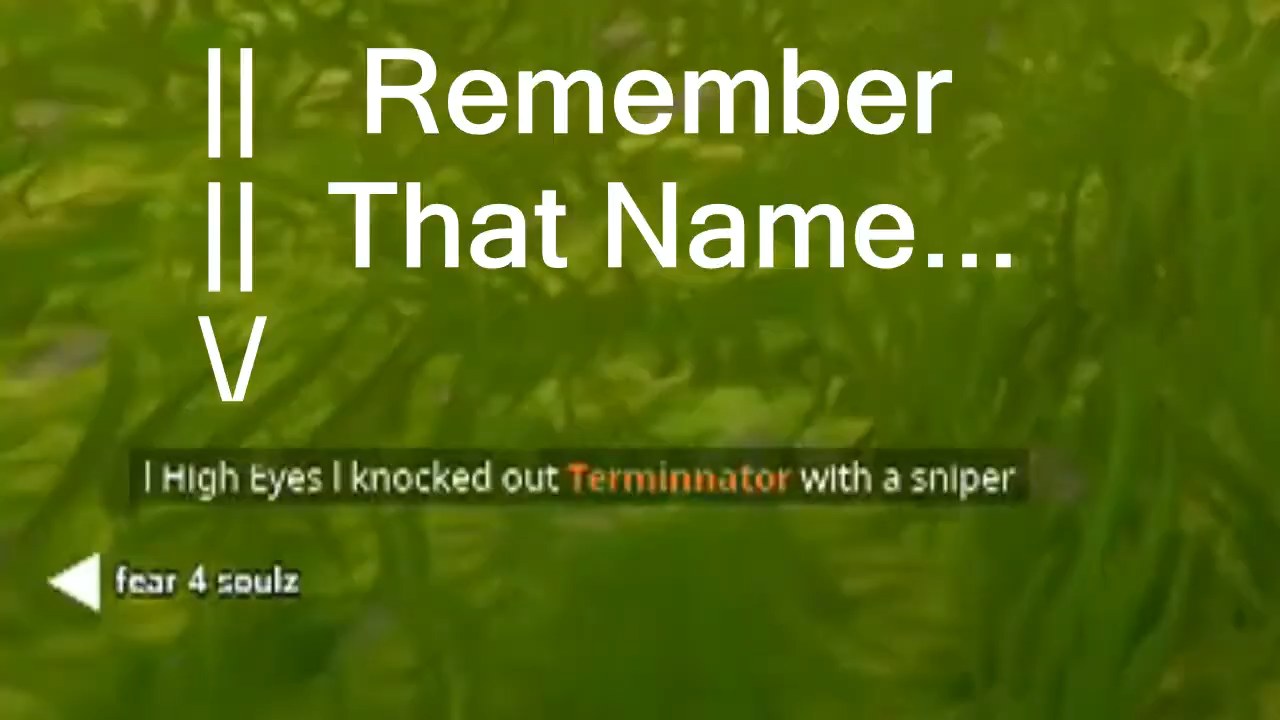 || Remember
|| That Name...
V
I High Eyes I knocked out Terminnator with a sniper
fear 4 soulz